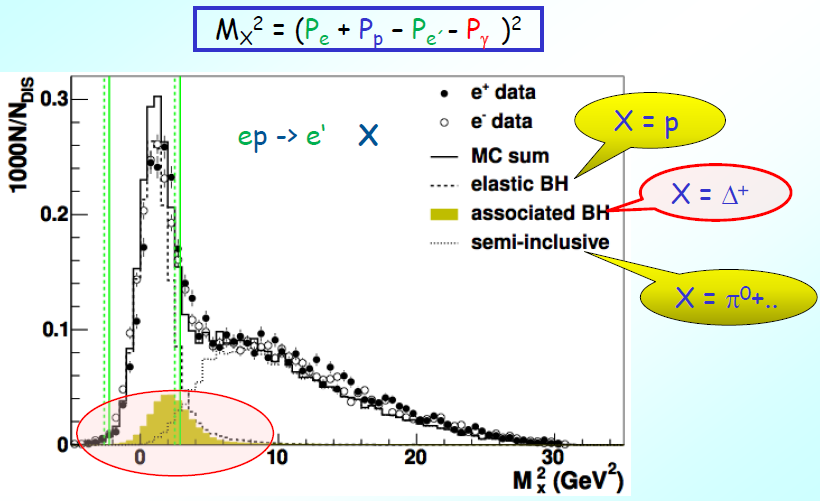 Mx² = (Pe + Pp – Pe´- Pγ )²
1000N/NDIS
0.3
0.2
0.1
0
0
10
20
30
Mx² (GeV²)
ep -> e‘ X
e⁺ data
e⁻ data
MC sum
elastic BH
associated BH
semi-inclusive
X = p
X = Δ⁺
X = π⁰+..